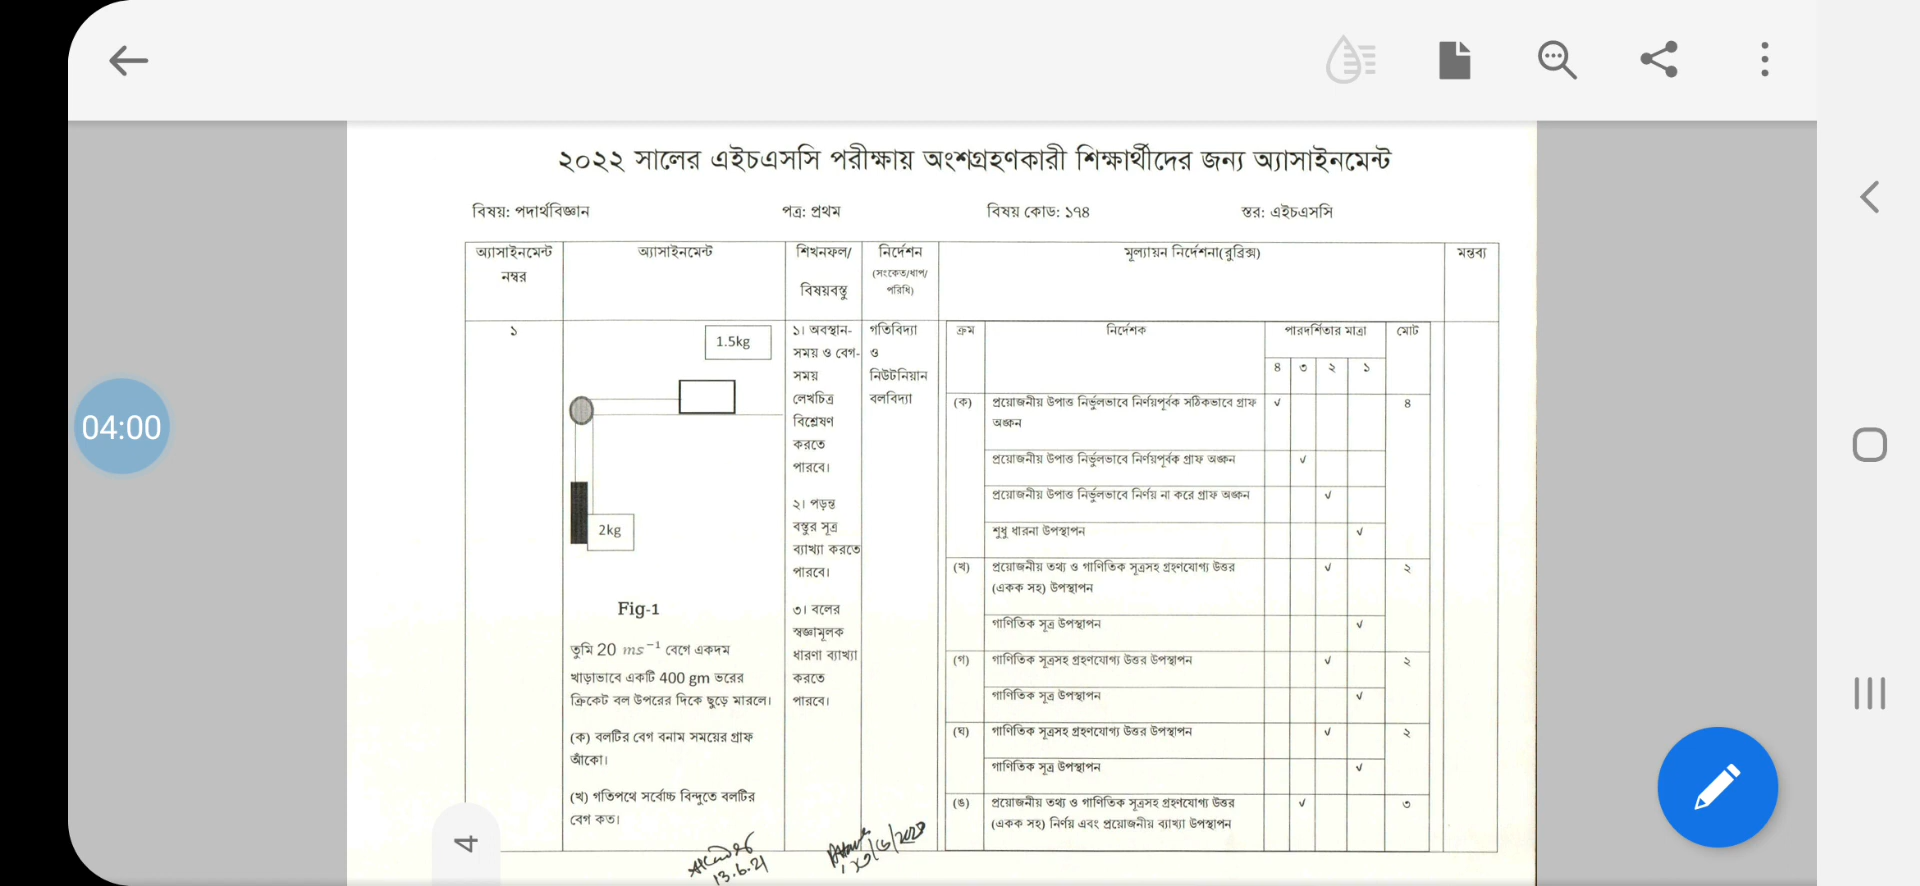 ২০২২ সালের এইচএসসি পরীক্ষায় অংশগ্রহণকারী শিক্ষার্থীদের জন্য অ্যাসাইনমেন্ট
বিষয়: পদার্থবিজ্ঞান পত্র: প্রথম বিষয় কোড: ১৭৪ স্তর: এইচএসসি
অ্যাসাইনমেন্ট
নম্বর
অ্যাসাইনমেন্ট
শিখনফল/
বিষয়বস্তু
নির্দেশন
(সংকেত/ধাপ/
পরিধি)
মূল্যায়ন নির্দেশনা(রুব্রিক্স)
মন্তব্য
১
1.5kg
2kg
Fig-1
তুমি 20 ms⁻¹ বেগে একদম
খাড়াভাবে একটি 400 gm ভরের
ক্রিকেট বল উপরের দিকে ছুড়ে মারলে।
(ক) বলটির বেগ বনাম সময়ের গ্রাফ
আঁকো।
(খ) গতিপথে সর্বোচ্চ বিন্দুতে বলটির
বেগ কত।
১। অবস্থান-
সময় ও বেগ-
সময়
লেখচিত্র
বিশ্লেষণ
করতে
পারবে।
২। পড়ন্ত
বস্তুর সূত্র
ব্যাখ্যা করতে
পারবে।
৩। বলের
স্বজ্ঞামূলক
ধারণা ব্যাখ্যা
করতে
পারবে।
গতিবিদ্যা
ও
নিউটনিয়ান
বলবিদ্যা
ক্রম নির্দেশক পারদর্শিতার মাত্রা মোট
৪ ৩ ২ ১
(ক) প্রয়োজনীয় উপাত্ত নির্ভুলভাবে নির্ণয়পূর্বক সঠিকভাবে গ্রাফ √ ৪
অঙ্কন
প্রয়োজনীয় উপাত্ত নির্ভুলভাবে নির্ণয়পূর্বক গ্রাফ অঙ্কন √
প্রয়োজনীয় উপাত্ত নির্ভুলভাবে নির্ণয় না করে গ্রাফ অঙ্কন √
শুধু ধারনা উপস্থাপন √
(খ) প্রয়োজনীয় তথ্য ও গাণিতিক সূত্রসহ গ্রহণযোগ্য উত্তর √ ২
(একক সহ) উপস্থাপন
গাণিতিক সূত্র উপস্থাপন √
(গ) গাণিতিক সূত্রসহ গ্রহণযোগ্য উত্তর উপস্থাপন √ ২
গাণিতিক সূত্র উপস্থাপন √
(ঘ) গাণিতিক সূত্রসহ গ্রহণযোগ্য উত্তর উপস্থাপন √ ২
গাণিতিক সূত্র উপস্থাপন √
(ঙ) প্রয়োজনীয় তথ্য ও গাণিতিক সূত্রসহ গ্রহণযোগ্য উত্তর √ ৩
(একক সহ) নির্ণয় এবং প্রয়োজনীয় ব্যাখ্যা উপস্থাপন
13.6.21
04:00
4